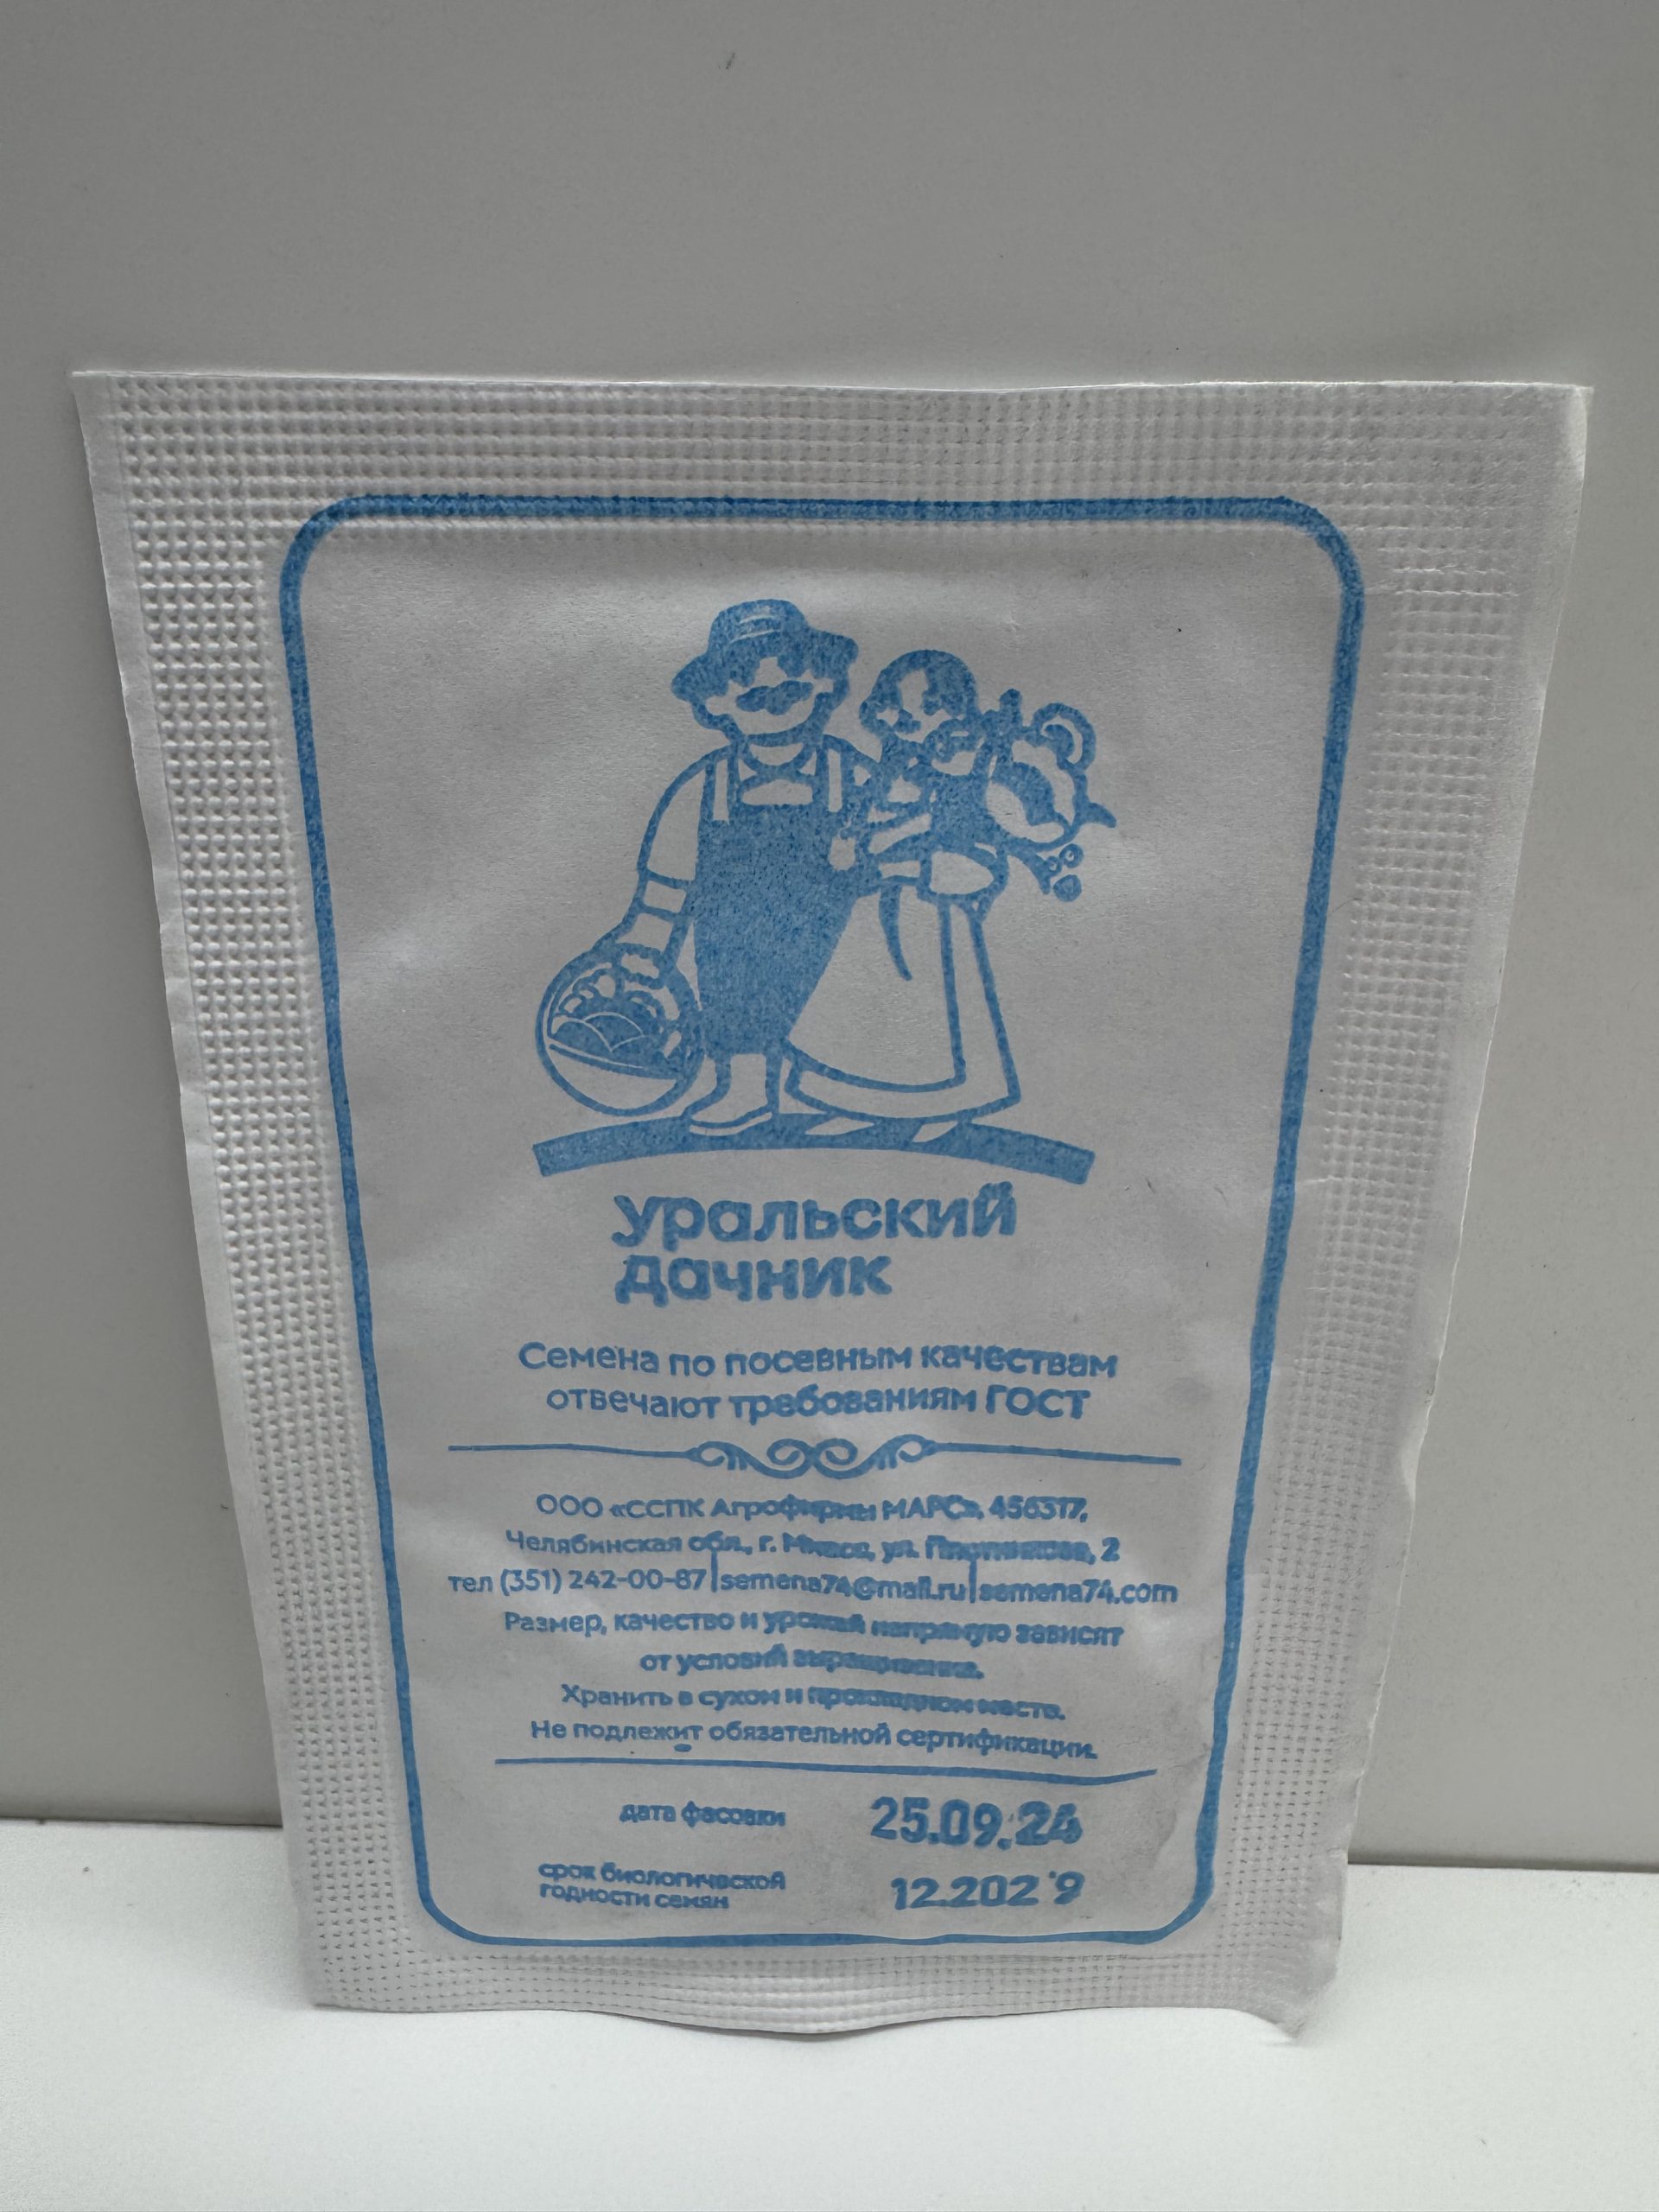 уральский
дачник
Семена по посевным качествам
отвечают требованиям ГОСТ
ООО «ССПК Агрофирмы МАРС», 456317,
Челябинская обл., г. Миасс, ул. 2
тел (351) 242-00-87|semena74@mail.ru|semena74.com
Размер, качество и урожай напрямую зависят
от условий выращивания.
Хранить в сухом и прохладном месте.
Не подлежит обязательной сертификации.
дата фасовки 25.09.24
срок биологической
годности семян 12.2029